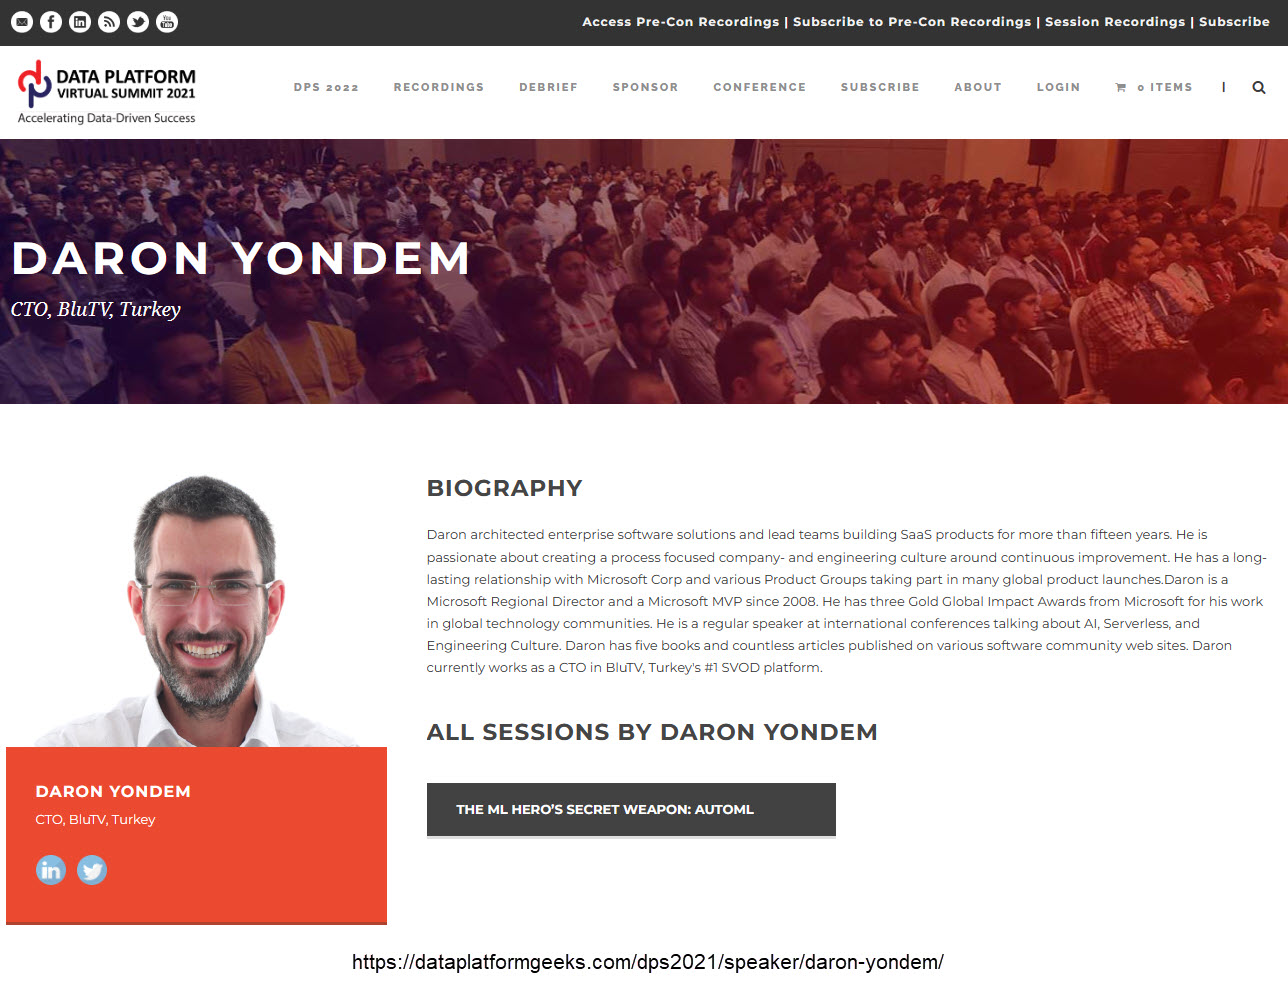 Access Pre-Con Recordings | Subscribe to Pre-Con Recordings | Session Recordings | Subscribe
DATA PLATFORM
VIRTUAL SUMMIT 2021
Accelerating Data-Driven Success
DPS 2022 RECORDINGS DEBRIEF SPONSOR CONFERENCE SUBSCRIBE ABOUT LOGIN 0 ITEMS |
DARON YONDEM
CTO, BluTV, Turkey
BIOGRAPHY
Daron architected enterprise software solutions and lead teams building SaaS products for more than fifteen years. He is
passionate about creating a process focused company- and engineering culture around continuous improvement. He has a long-
lasting relationship with Microsoft Corp and various Product Groups taking part in many global product launches.Daron is a
Microsoft Regional Director and a Microsoft MVP since 2008. He has three Gold Global Impact Awards from Microsoft for his work
in global technology communities. He is a regular speaker at international conferences talking about AI, Serverless, and
Engineering Culture. Daron has five books and countless articles published on various software community web sites. Daron
currently works as a CTO in BluTV, Turkey's #1 SVOD platform.
ALL SESSIONS BY DARON YONDEM
THE ML HERO’S SECRET WEAPON: AUTOML
DARON YONDEM
CTO, BluTV, Turkey
https://dataplatformgeeks.com/dps2021/speaker/daron-yondem/